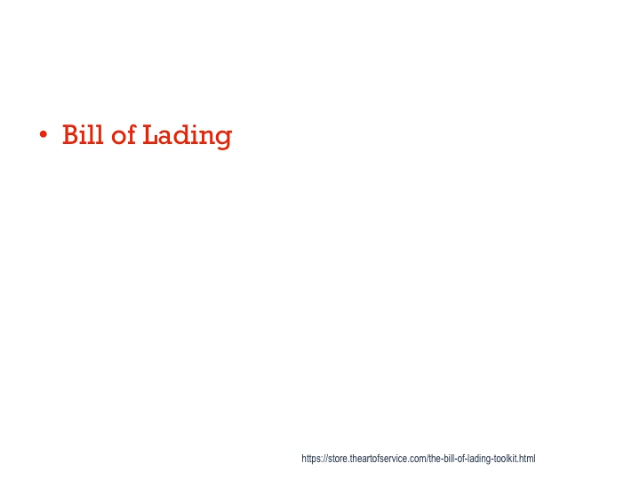 • Bill of Lading
https://store.theartofservice.com/the-bill-of-lading-toolkit.html